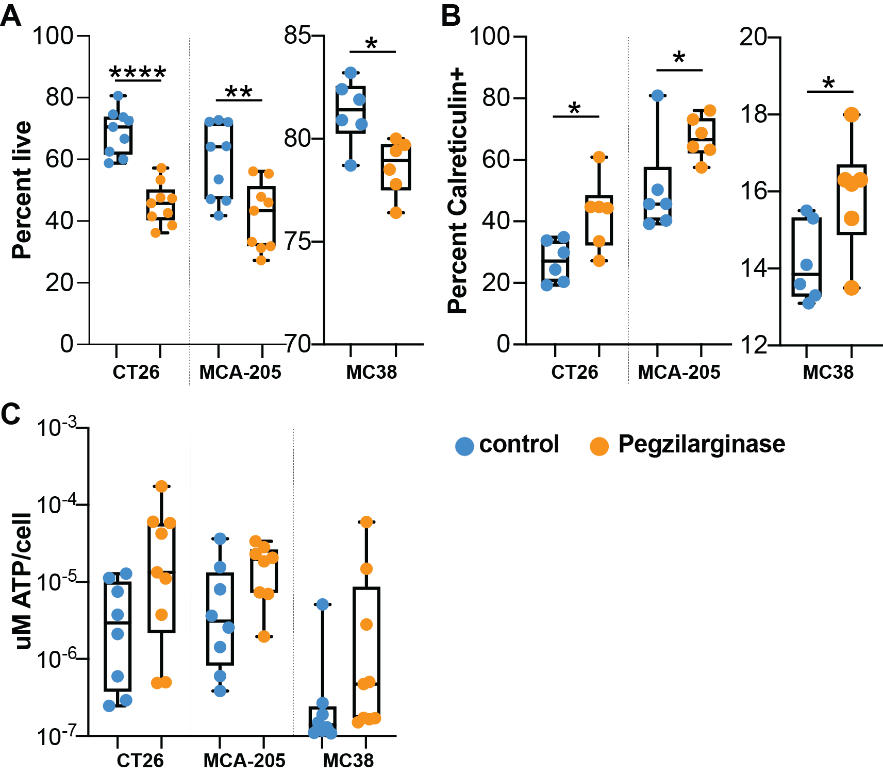 A
Percent live
100
80
60
40
20
0
****
**
CT26
MCA-205
85
80
75
70
*
MC38
B
Percent Calreticulin+
100
80
60
40
20
0
*
*
CT26
MCA-205
20
18
16
14
12
*
MC38
C
uM ATP/cell
10-3
10-4
10-5
10-6
10-7
CT26
MCA-205
MC38
control
Pegzilarginase